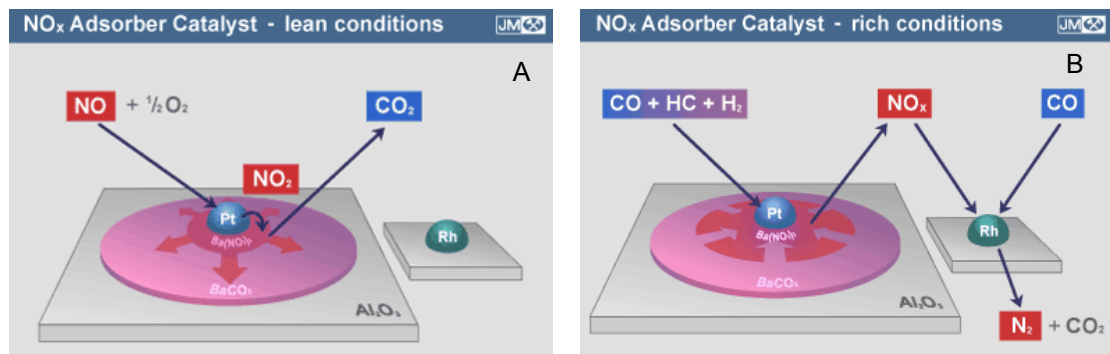 NOx Adsorber Catalyst - lean conditions
JM
A
NO + ½O₂
CO₂
NO₂
Pt
Ba(NO₃)₂
BaCO₃
Rh
Al₂O₃
NOx Adsorber Catalyst - rich conditions
JM
B
CO + HC + H₂
NOx
CO
Pt
Ba(NO₃)₂
BaCO₃
Rh
Al₂O₃
N₂ + CO₂